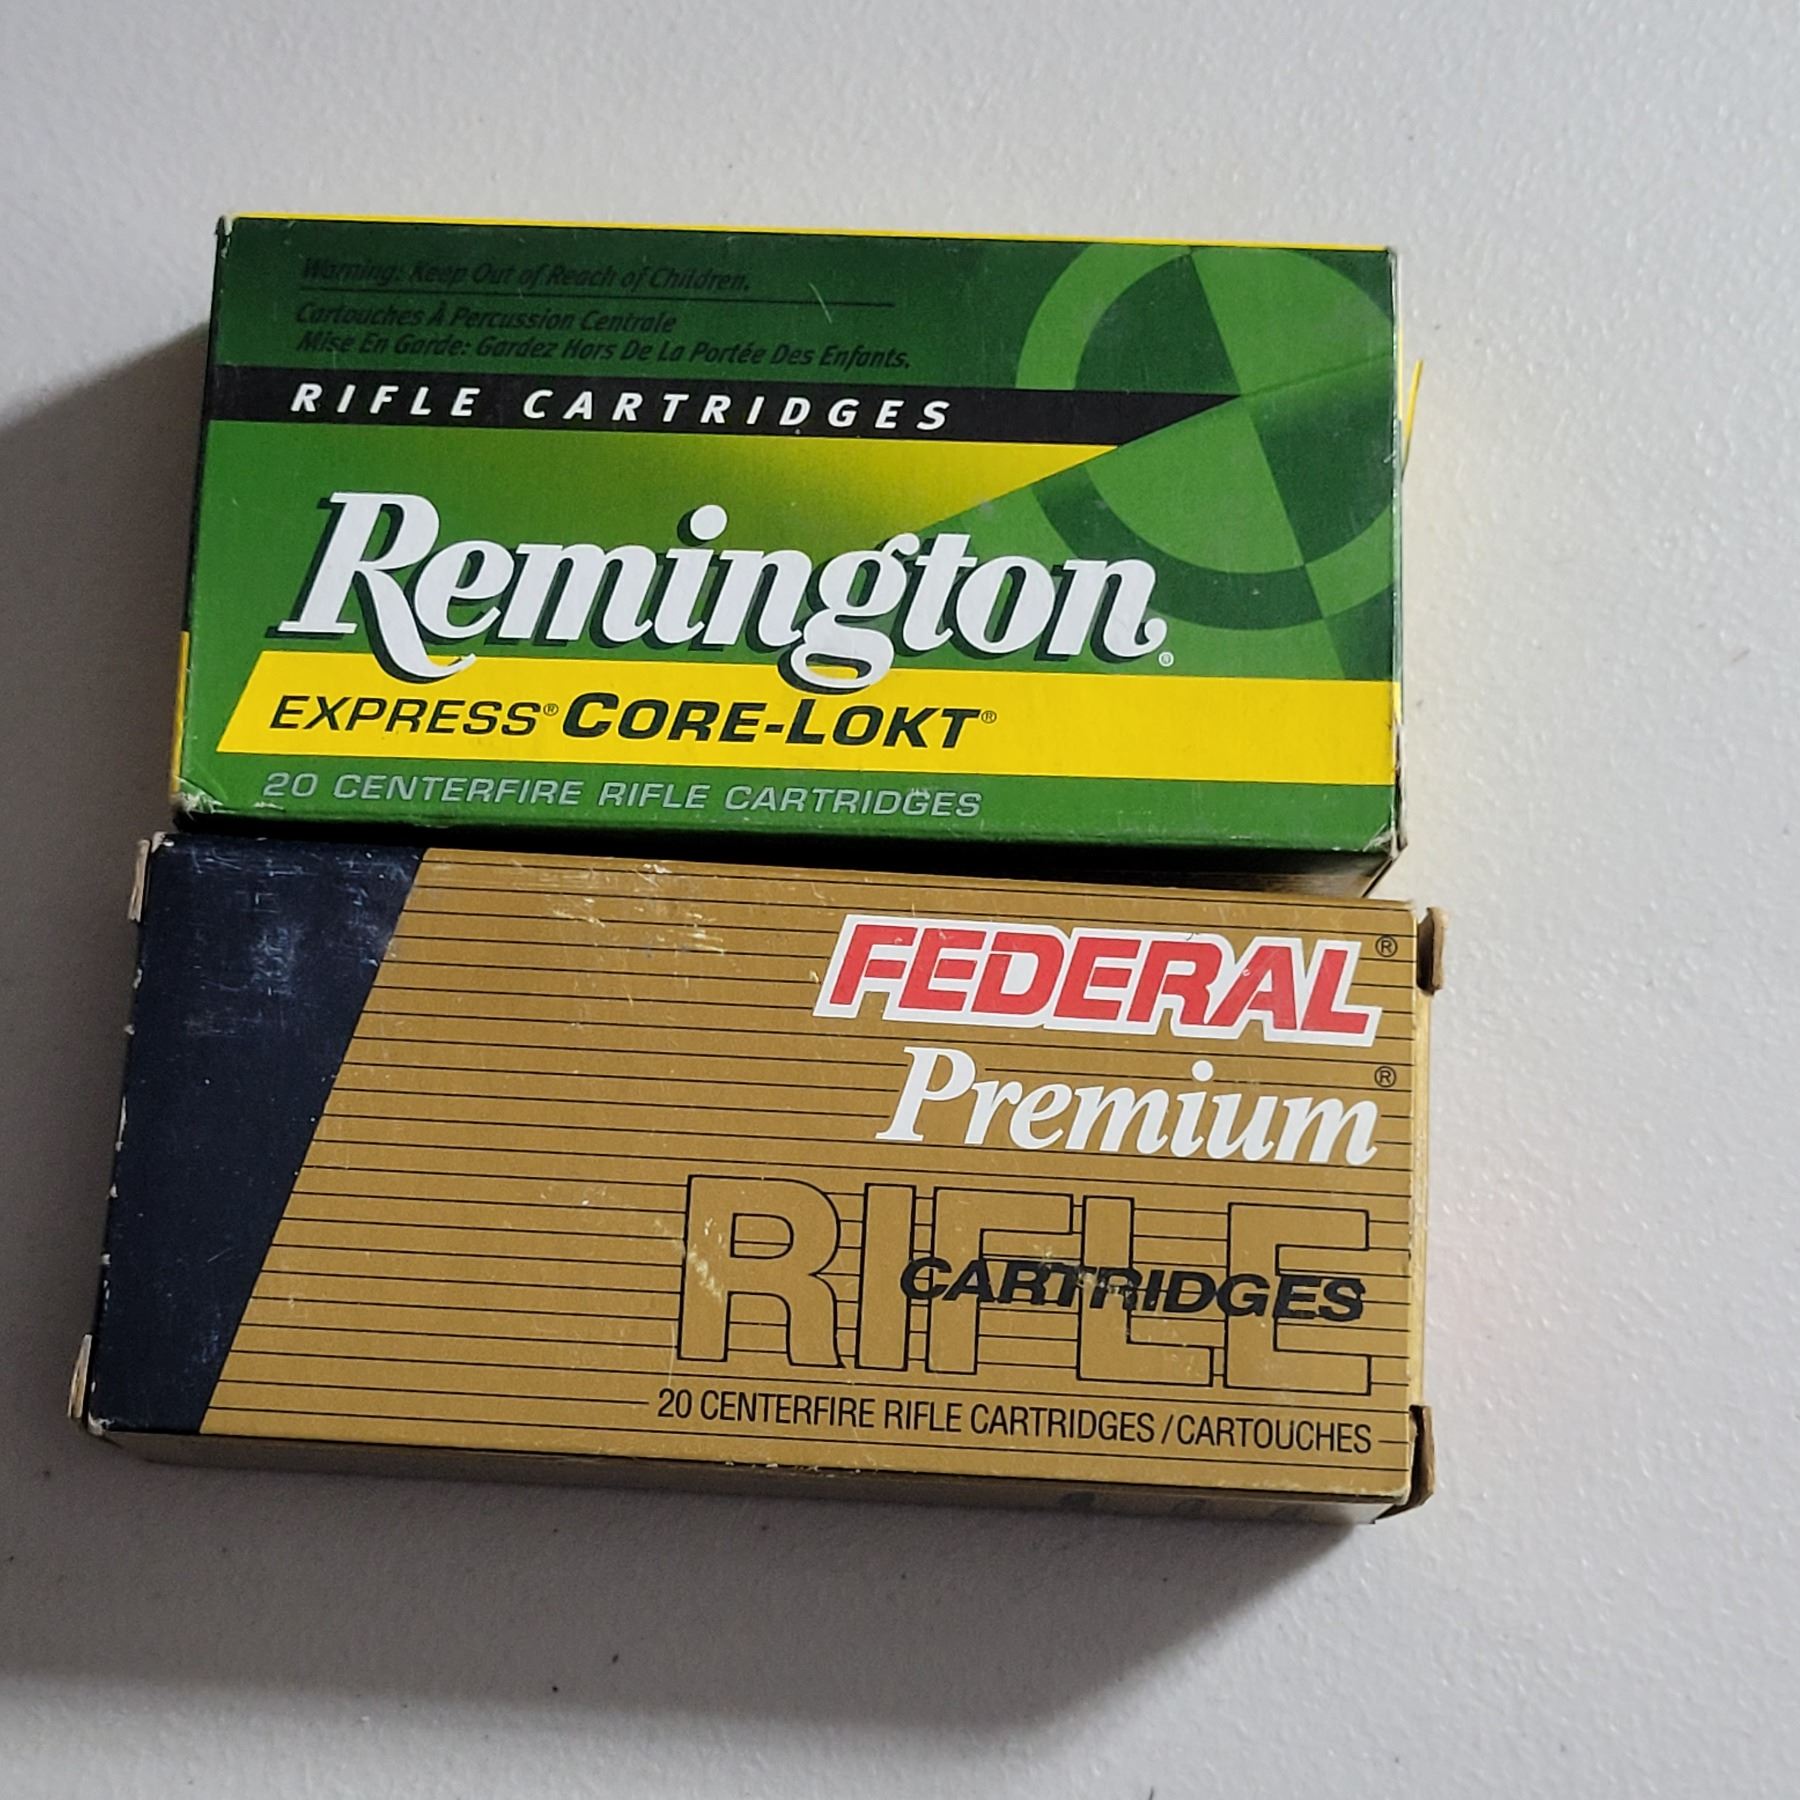 Warning: Keep Out of Reach of Children.
Cartouches À Percussion Centrale
Mise En Garde: Gardez Hors De La Portée Des Enfants.
RIFLE CARTRIDGES
Remington®
EXPRESS® CORE-LOKT®
20 CENTERFIRE RIFLE CARTRIDGES
FEDERAL®
Premium®
RIFLE
CARTRIDGES
20 CENTERFIRE RIFLE CARTRIDGES / CARTOUCHES